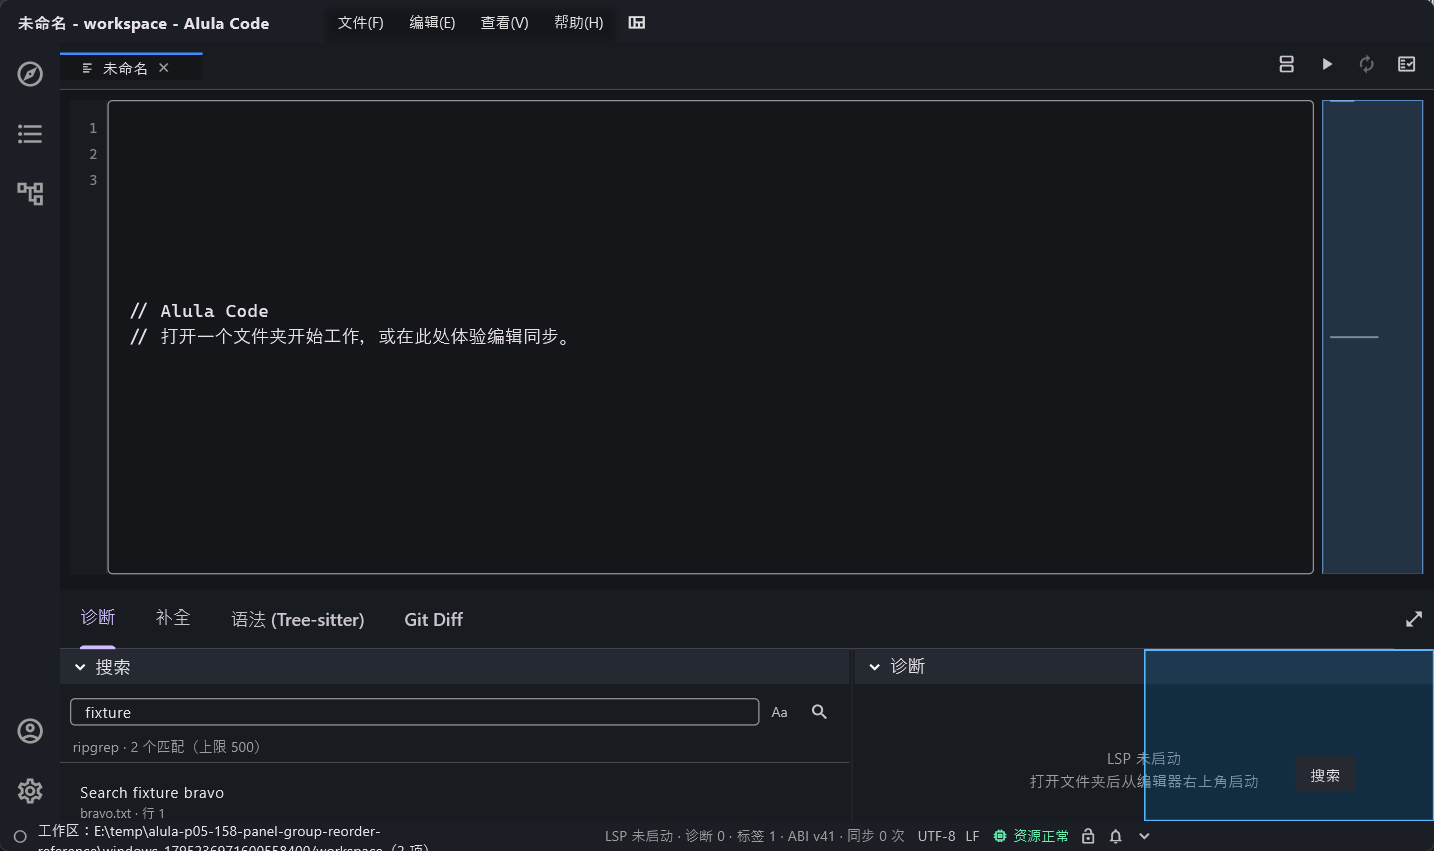 未命名 - workspace - Alula Code
文件(F) 编辑(E) 查看(V) 帮助(H)
未命名
1
2
3
// Alula Code
// 打开一个文件夹开始工作，或在此处体验编辑同步。
诊断 补全 语法 (Tree-sitter) Git Diff
搜索
诊断
fixture
Aa
ripgrep · 2 个匹配（上限 500）
Search fixture bravo
bravo.txt · 行 1
LSP 未启动
打开文件夹后从编辑器右上角启动
搜索
工作区：E:\temp\alula-p05-158-panel-group-reorder-
reference\windows-1795236971600558400/workspace（2 项）
LSP 未启动 · 诊断 0 · 标签 1 · ABI v41 · 同步 0 次 UTF-8 LF 资源正常